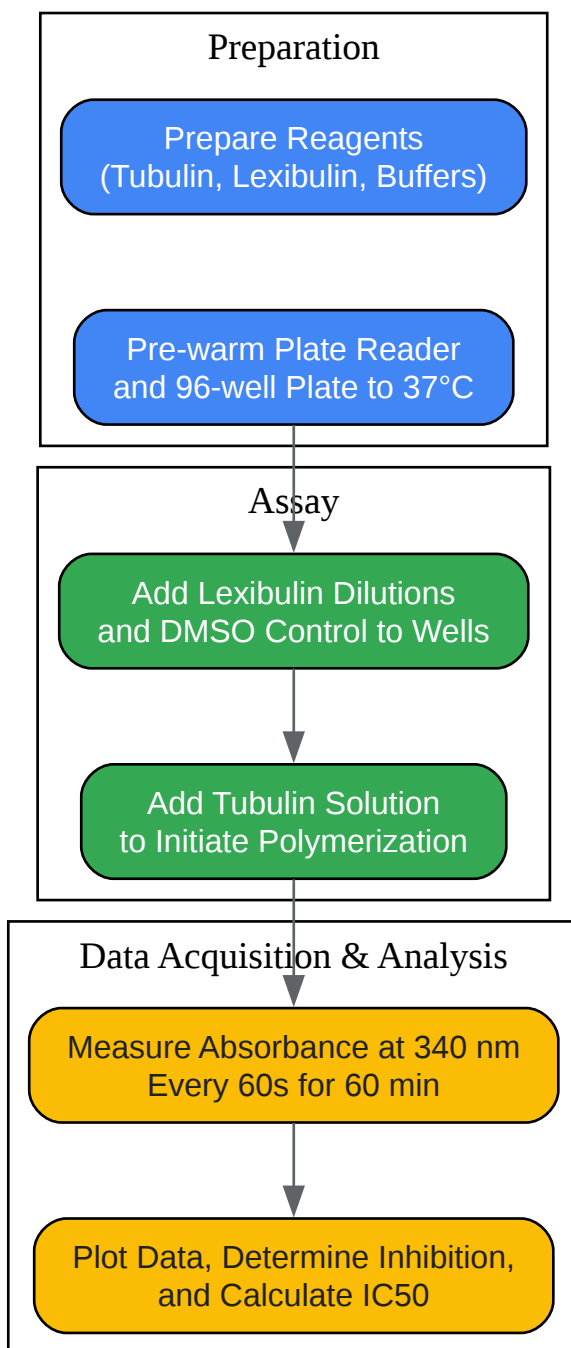 Preparation
Prepare Reagents
(Tubulin, Lexibulin, Buffers)
Pre-warm Plate Reader
and 96-well Plate to 37°C
Assay
Add Lexibulin Dilutions
and DMSO Control to Wells
Add Tubulin Solution
to Initiate Polymerization
Data Acquisition & Analysis
Measure Absorbance at 340 nm
Every 60s for 60 min
Plot Data, Determine Inhibition,
and Calculate IC50